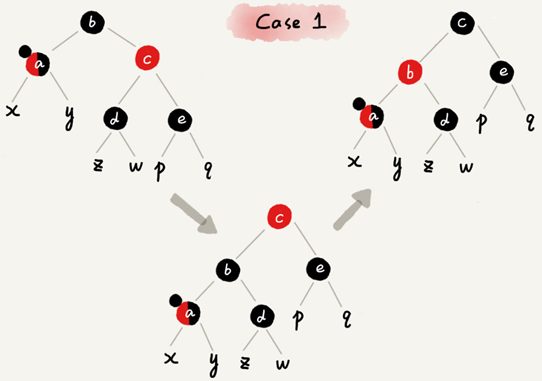 Case 1
b
a c
x y d e
z w p q
c
b e
a d p q
x y z w
c
b e
a d p q
x y z w